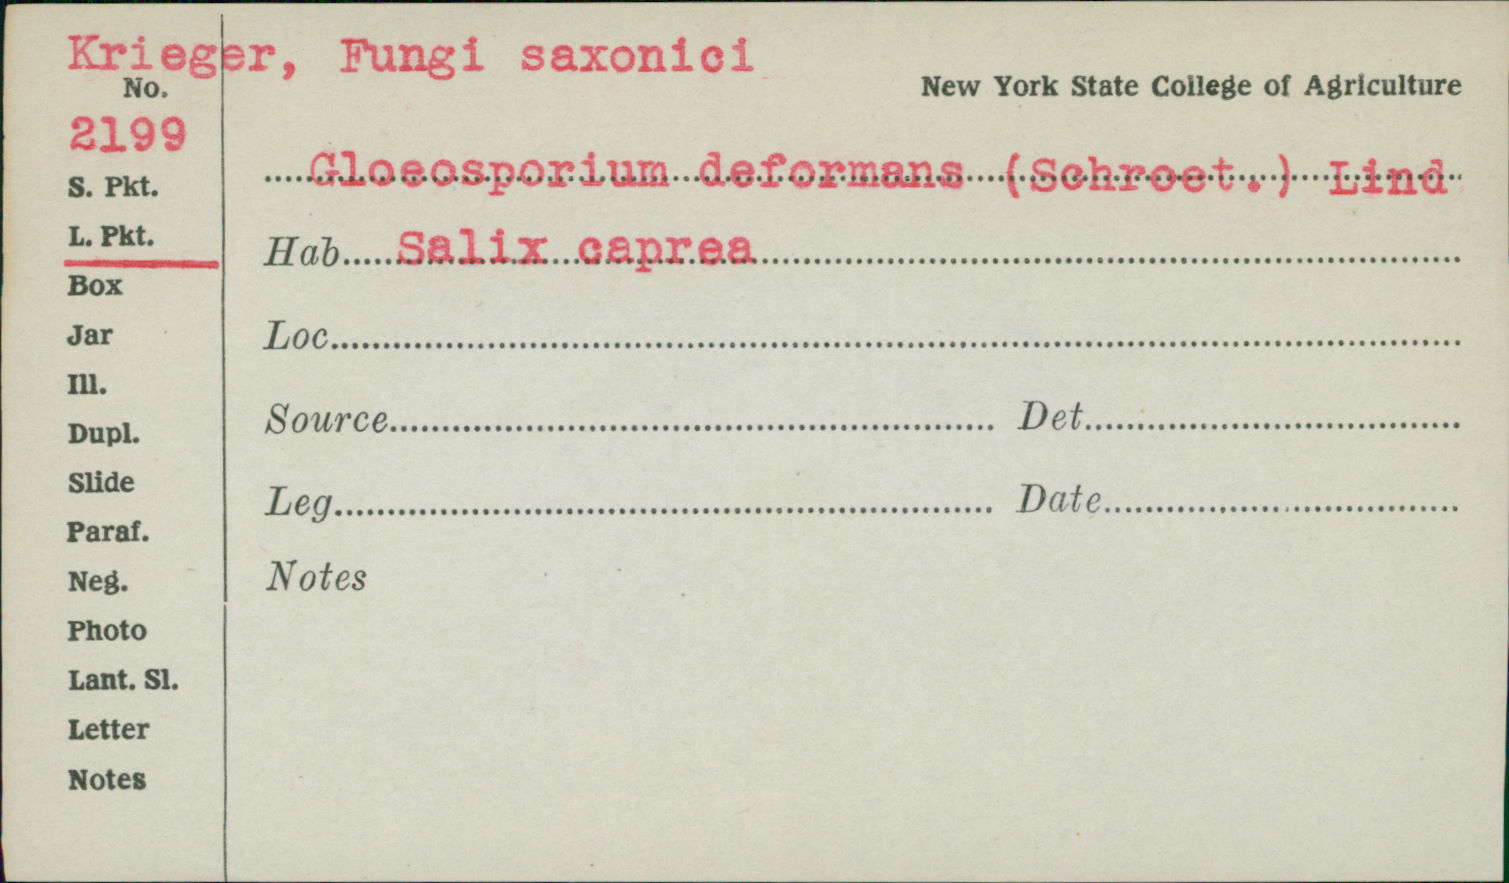 Krieger, Fungi saxonici
No.
New York State College of Agriculture
2199
Gloeosporium deformans (Schroet.) Lind
S. Pkt.
L. Pkt.
Hab. Salix caprea
Box
Jar
Loc.
Ill.
Dupl.
Source Det.
Slide
Leg. Date
Paraf.
Neg.
Notes
Photo
Lant. Sl.
Letter
Notes